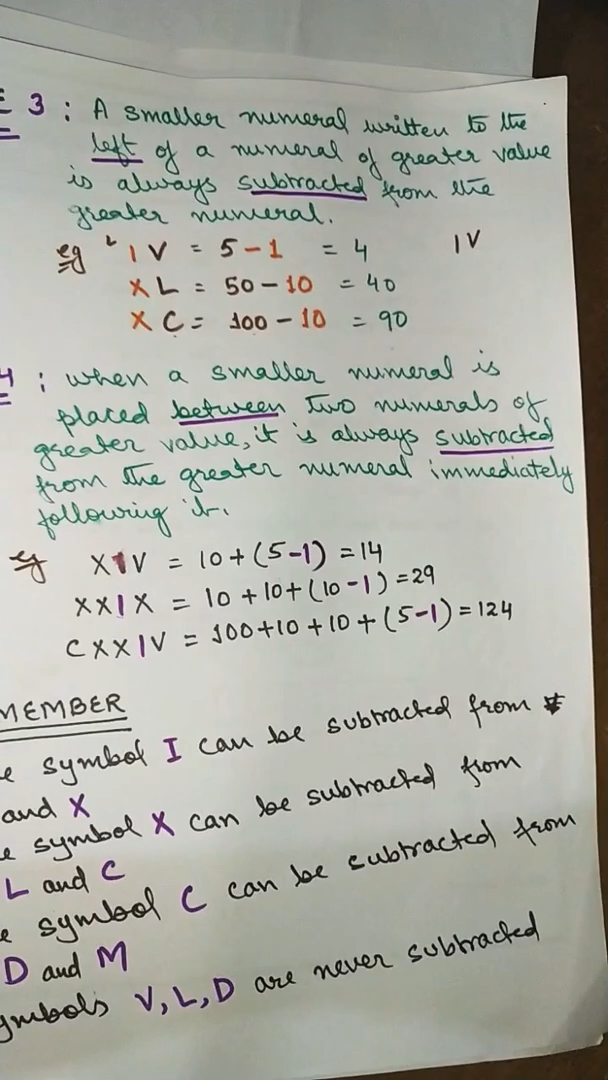 3 : A smaller numeral written to the
left of a numeral of greater value
is always subtracted from the
greater numeral.
eg IV = 5-1 = 4 IV
XL = 50-10 = 40
XC = 100-10 = 90
4 : when a smaller numeral is
placed between two numerals of
greater value, it is always subtracted
from the greater numeral immediately
following it.
eg XIV = 10+(5-1) = 14
XXIX = 10+10+(10-1) = 29
CXXIV = 100+10+10+(5-1) = 124
MEMBER
e symbol I can be subtracted from
and X
e symbol X can be subtracted from
L and C
e symbol C can be subtracted from
D and M
ymbols V, L, D are never subtracted